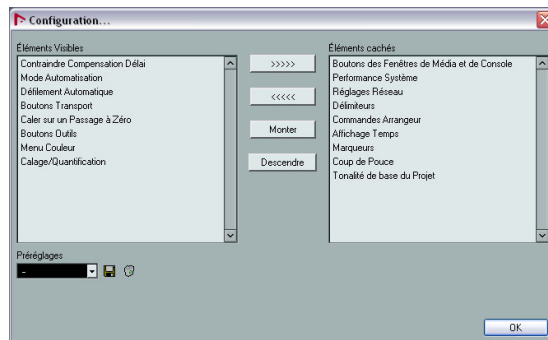 Configuration...
Éléments Visibles
Contraindre Compensation Délai
Mode Automatisation
Défilement Automatique
Boutons Transport
Caler sur un Passage à Zéro
Boutons Outils
Menu Couleur
Calage/Quantification
>>>>>
<<<<<
Monter
Descendre
Éléments cachés
Boutons des Fenêtres de Média et de Console
Performance Système
Réglages Réseau
Délimiteurs
Commandes Arrangeur
Affichage Temps
Marqueurs
Coup de Pouce
Tonalité de base du Projet
Préréglages
-
OK